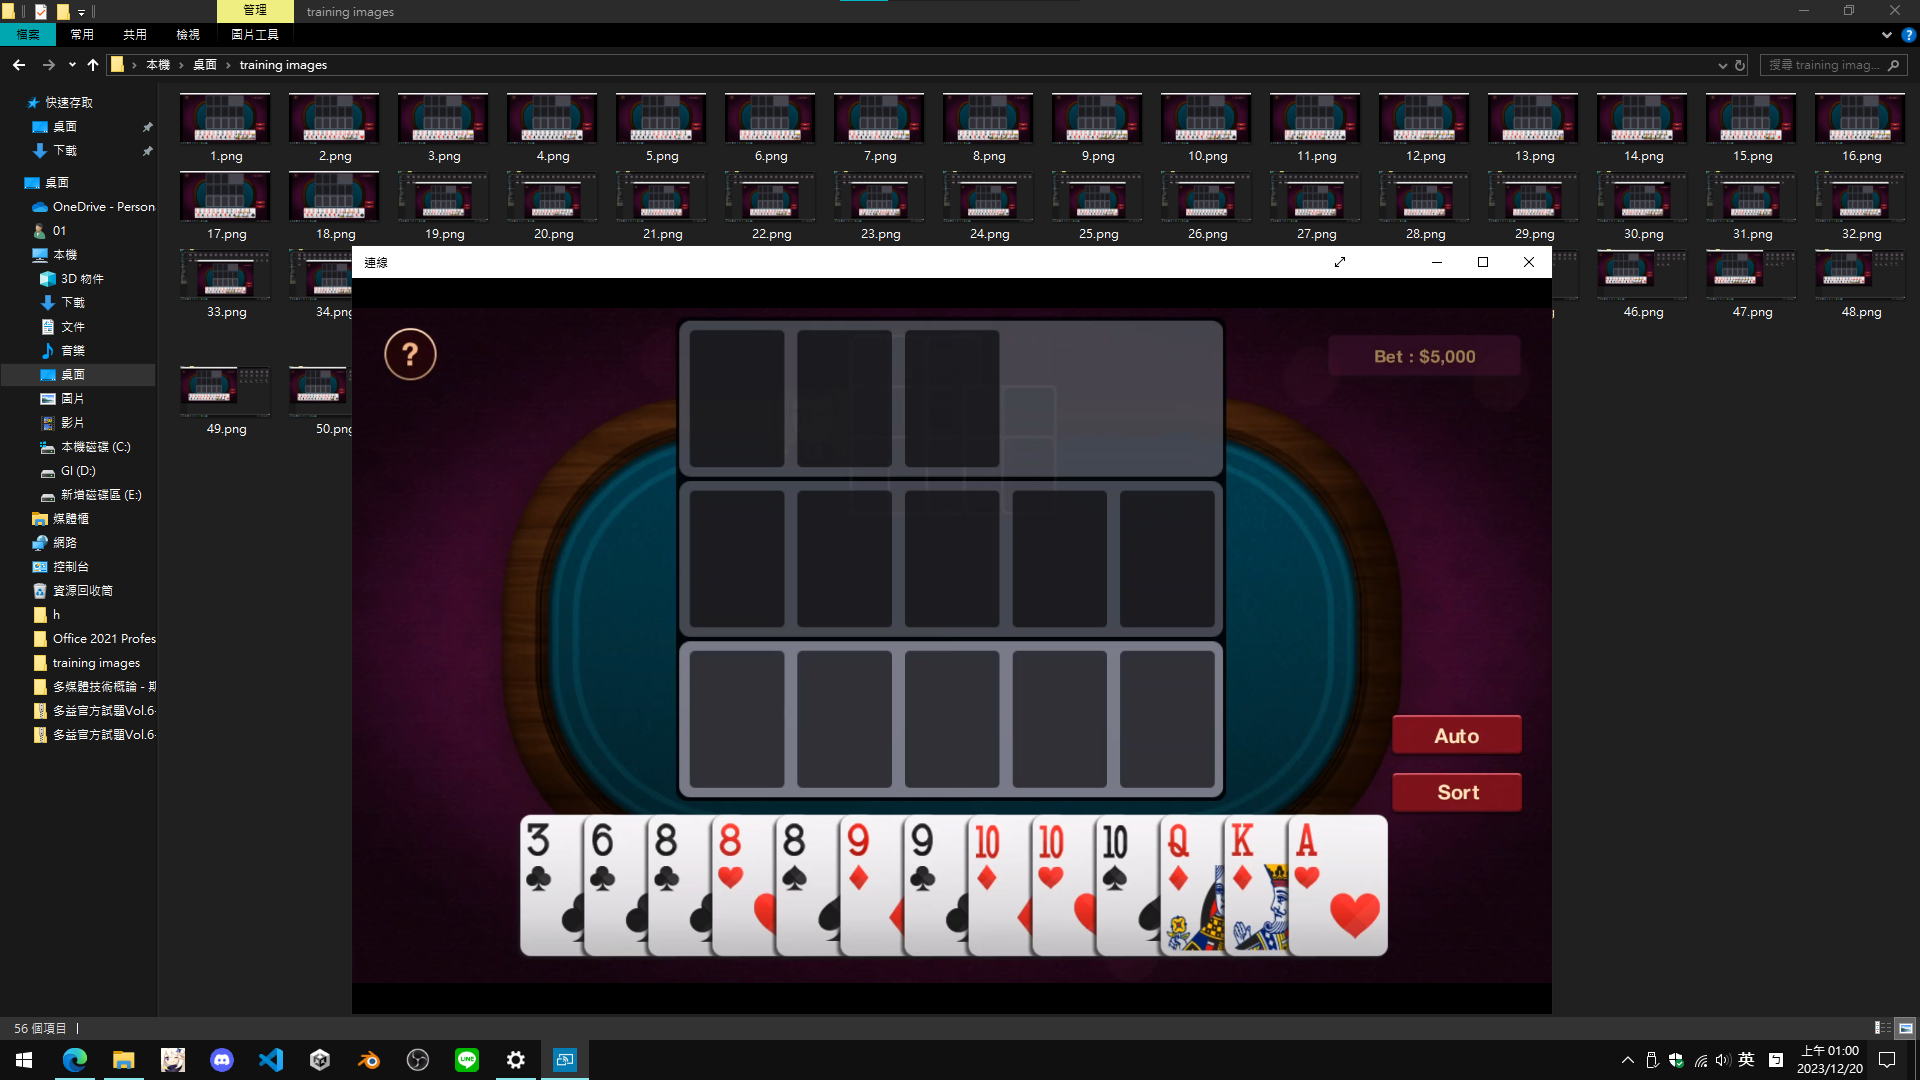 管理
training images
檔案
常用
共用
檢視
圖片工具
本機 › 桌面 › training images
搜尋 training imag...
快速存取
桌面
下載
桌面
OneDrive - Person
01
本機
3D 物件
下載
文件
音樂
桌面
圖片
影片
本機磁碟 (C:)
GI (D:)
新增磁碟區 (E:)
媒體櫃
網路
控制台
資源回收筒
h
Office 2021 Profes
training images
多媒體技術概論 - 期
多益官方試題Vol.6-
多益官方試題Vol.6-
1.png 2.png 3.png 4.png 5.png 6.png 7.png 8.png 9.png 10.png 11.png 12.png 13.png 14.png 15.png 16.png
17.png 18.png 19.png 20.png 21.png 22.png 23.png 24.png 25.png 26.png 27.png 28.png 29.png 30.png 31.png 32.png
33.png 34.png 46.png 47.png 48.png
49.png 50.png
連線
?
Bet : $5,000
Auto
Sort
3 6 8 8 8 9 9 10 10 10 Q K A
56 個項目
LINE
英
上午 01:00
2023/12/20